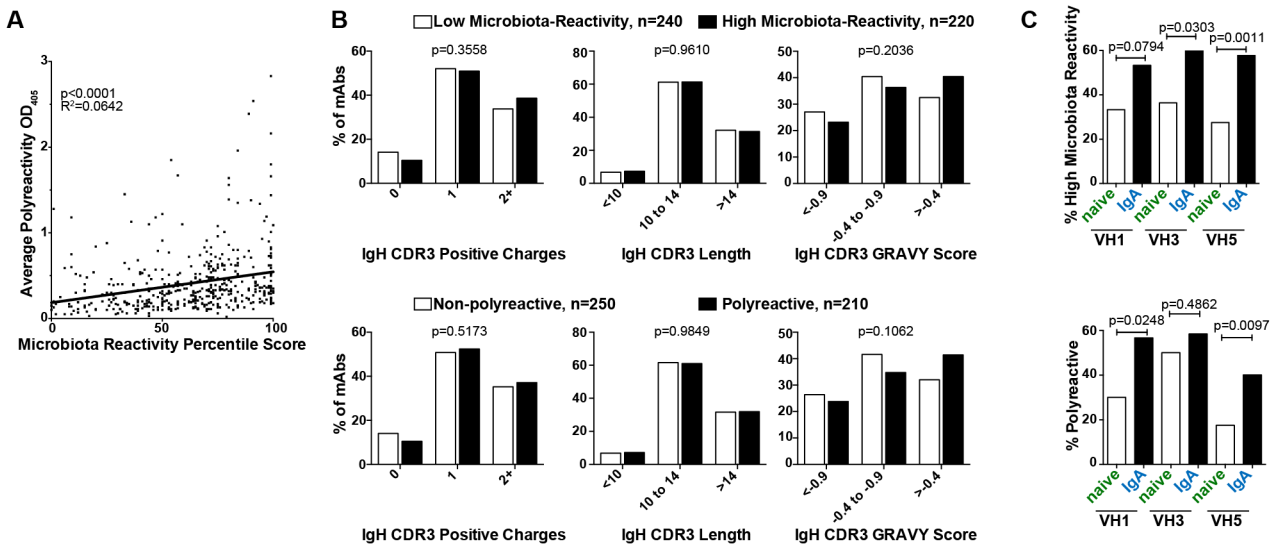 A
Average Polyreactivity OD405
3
2
1
0
p<0.0001
R2=0.0642
0
50
100
Microbiota Reactivity Percentile Score
B
Low Microbiota-Reactivity, n=240
High Microbiota-Reactivity, n=220
% of mAbs
60
40
20
0
p=0.3558
0
1
2+
IgH CDR3 Positive Charges
80
60
40
20
0
p=0.9610
<10
10 to 14
>14
IgH CDR3 Length
50
40
30
20
10
0
p=0.2036
<-0.9
-0.4 to -0.9
>-0.4
IgH CDR3 GRAVY Score
Non-polyreactive, n=250
Polyreactive, n=210
% of mAbs
60
40
20
0
p=0.5173
0
1
2+
IgH CDR3 Positive Charges
80
60
40
20
0
p=0.9849
<10
10 to 14
>14
IgH CDR3 Length
50
40
30
20
10
0
p=0.1062
<-0.9
-0.4 to -0.9
>-0.4
IgH CDR3 GRAVY Score
C
% High Microbiota Reactivity
60
40
20
0
p=0.0794
p=0.0303
p=0.0011
naive
IgA
naive
IgA
naive
IgA
VH1
VH3
VH5
% Polyreactive
60
40
20
0
p=0.0248
p=0.4862
p=0.0097
naive
IgA
naive
IgA
naive
IgA
VH1
VH3
VH5